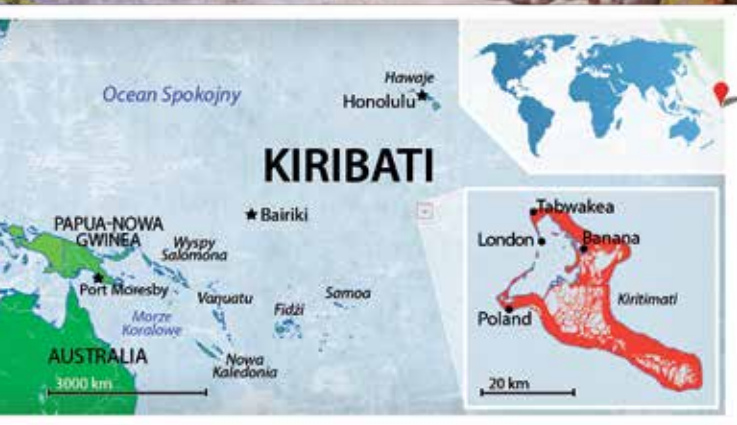 Ocean Spokojny
Hawaje
Honolulu
KIRIBATI
Bairiki
PAPUA-NOWA
GWINEA
Wyspy
Salomona
Port Moresby
Vanuatu
Fidżi
Samoa
Morze
Koralowe
AUSTRALIA
Nowa
Kaledonia
3000 km
Tabwakea
London
Banana
Kiritimati
Poland
20 km